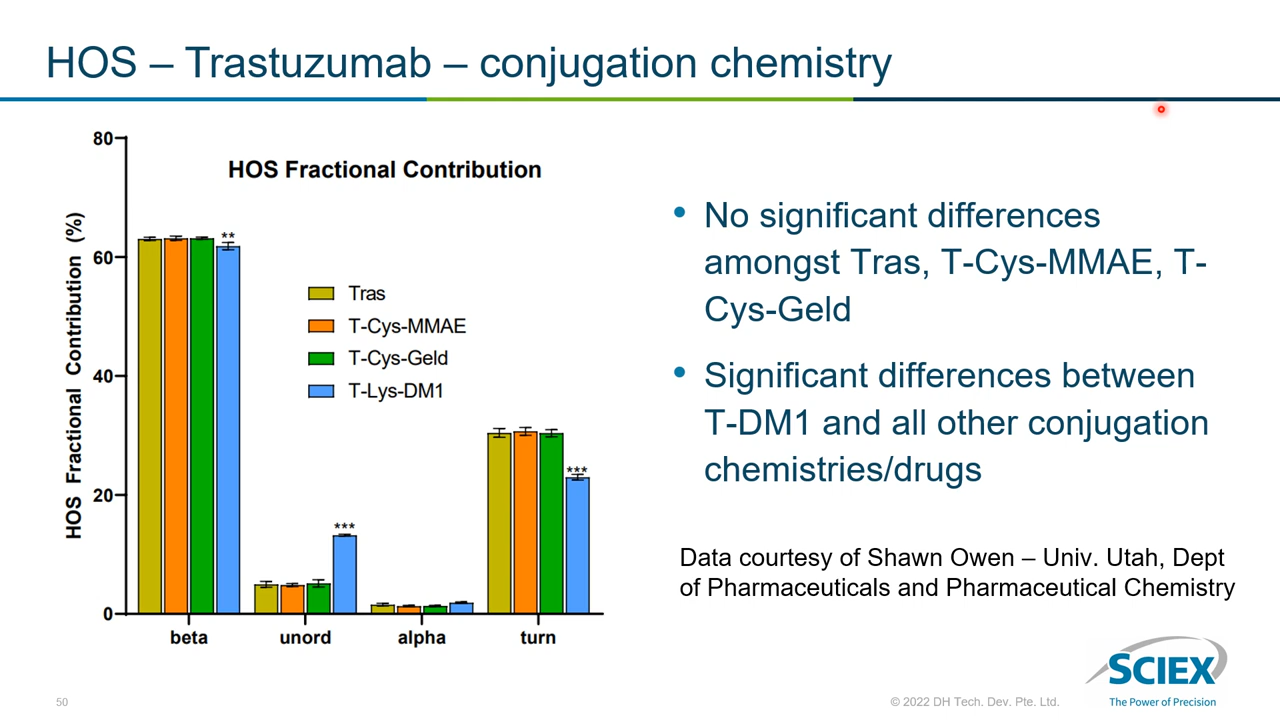 HOS – Trastuzumab – conjugation chemistry
HOS Fractional Contribution
HOS Fractional Contribution (%)
80
60
40
20
0
**
***
***
Tras
T-Cys-MMAE
T-Cys-Geld
T-Lys-DM1
beta
unord
alpha
turn
• No significant differences
amongst Tras, T-Cys-MMAE, T-
Cys-Geld
• Significant differences between
T-DM1 and all other conjugation
chemistries/drugs
Data courtesy of Shawn Owen – Univ. Utah, Dept
of Pharmaceuticals and Pharmaceutical Chemistry
SCIEX
The Power of Precision
50
© 2022 DH Tech. Dev. Pte. Ltd.